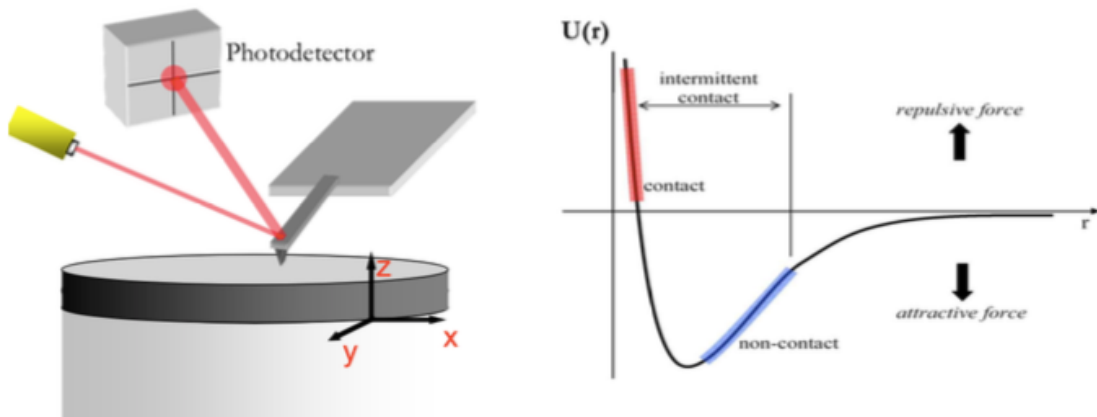 Photodetector
z
x
y
U(r)
intermittent
contact
repulsive force
contact
r
attractive force
non-contact